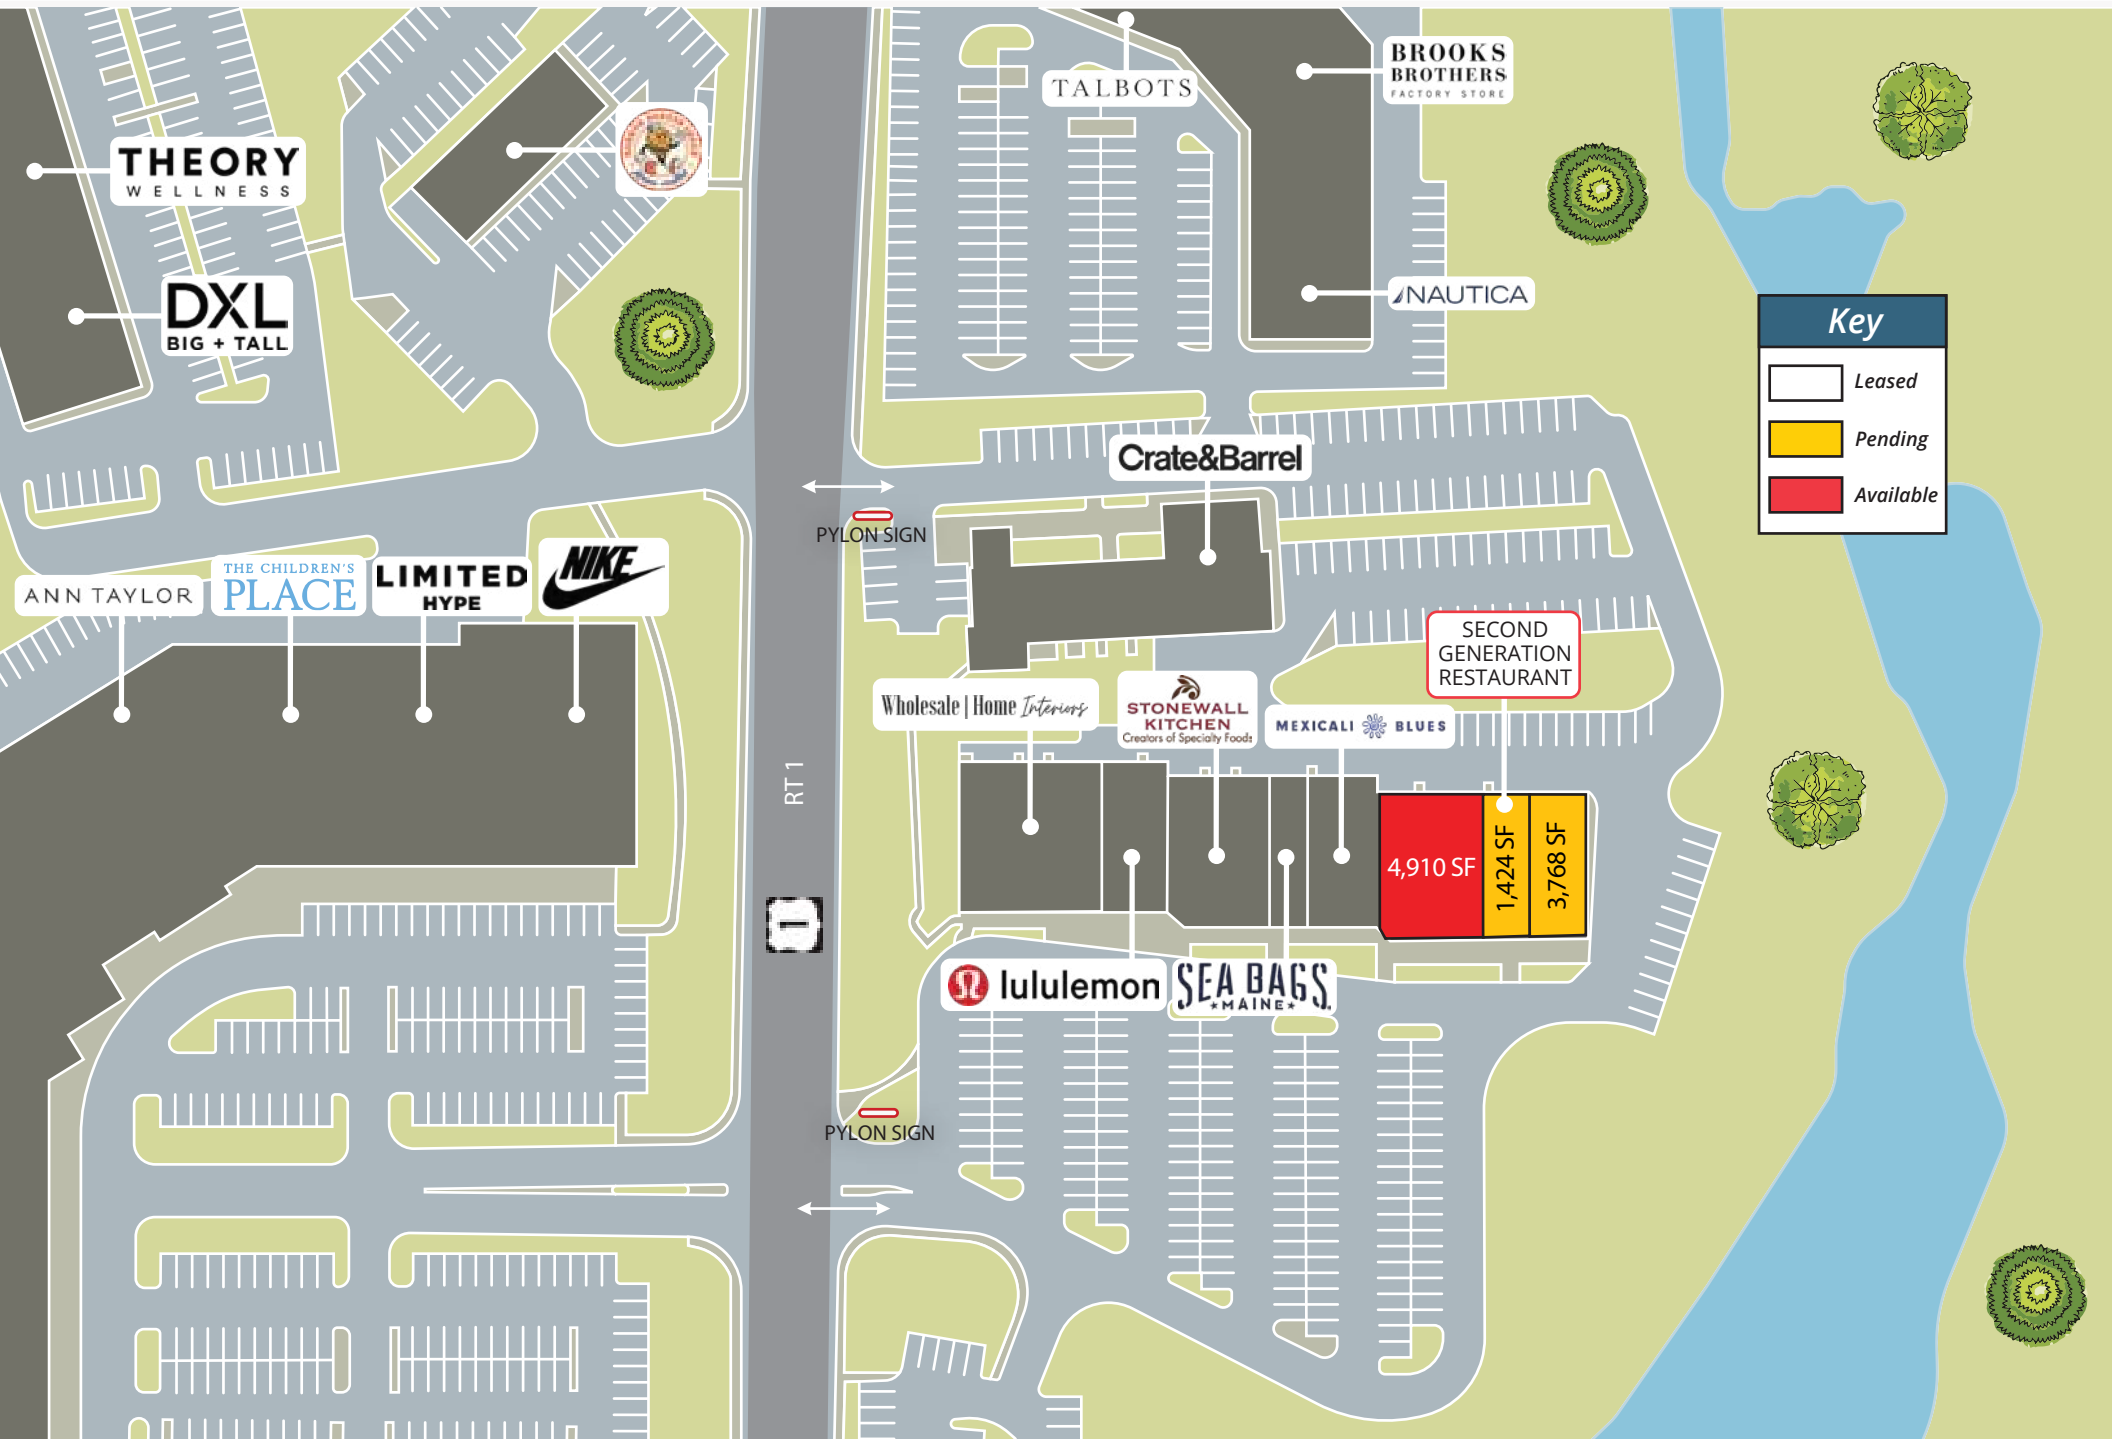 TALBOTS
BROOKS
BROTHERS
FACTORY STORE
THEORY
WELLNESS
DXL
BIG + TALL
NAUTICA
Key
Leased
Pending
Available
Crate&Barrel
PYLON SIGN
ANN TAYLOR
THE CHILDREN'S
PLACE
LIMITED
HYPE
NIKE
SECOND
GENERATION
RESTAURANT
Wholesale | Home Interiors
STONEWALL
KITCHEN
Creators of Specialty Foods
MEXICALI BLUES
RT 1
4,910 SF
1,424 SF
3,768 SF
1
lululemon
SEA BAGS
MAINE
PYLON SIGN